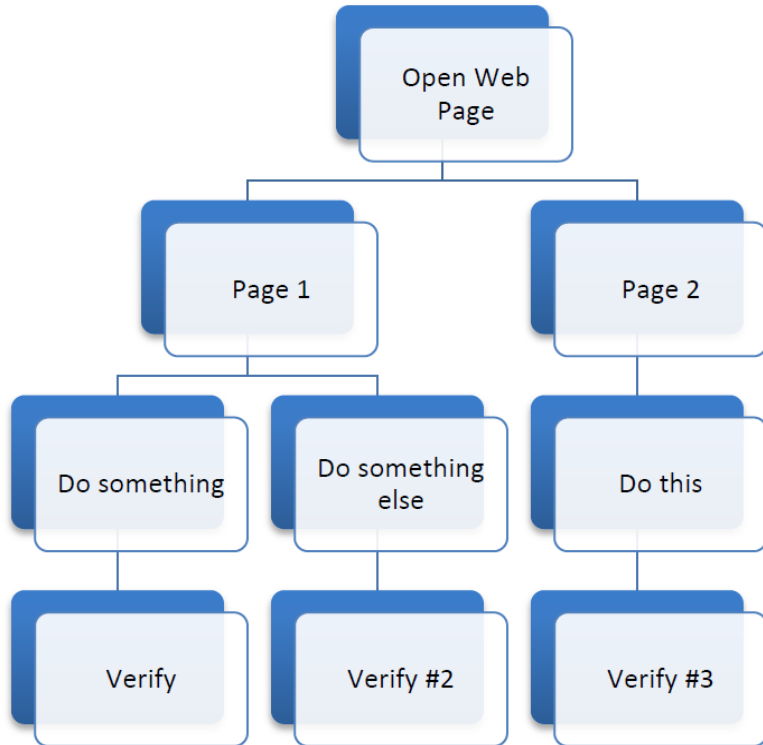 Open Web
Page
Page 1
Page 2
Do something
Do something
else
Do this
Verify
Verify #2
Verify #3